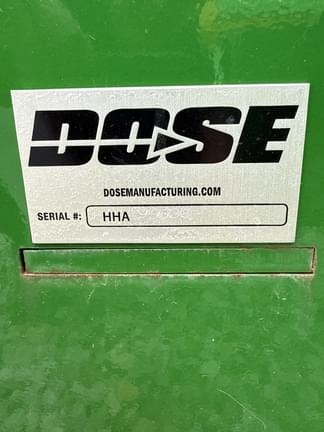 DOSE
DOSEMANUFACTURING.COM
SERIAL #: HHA